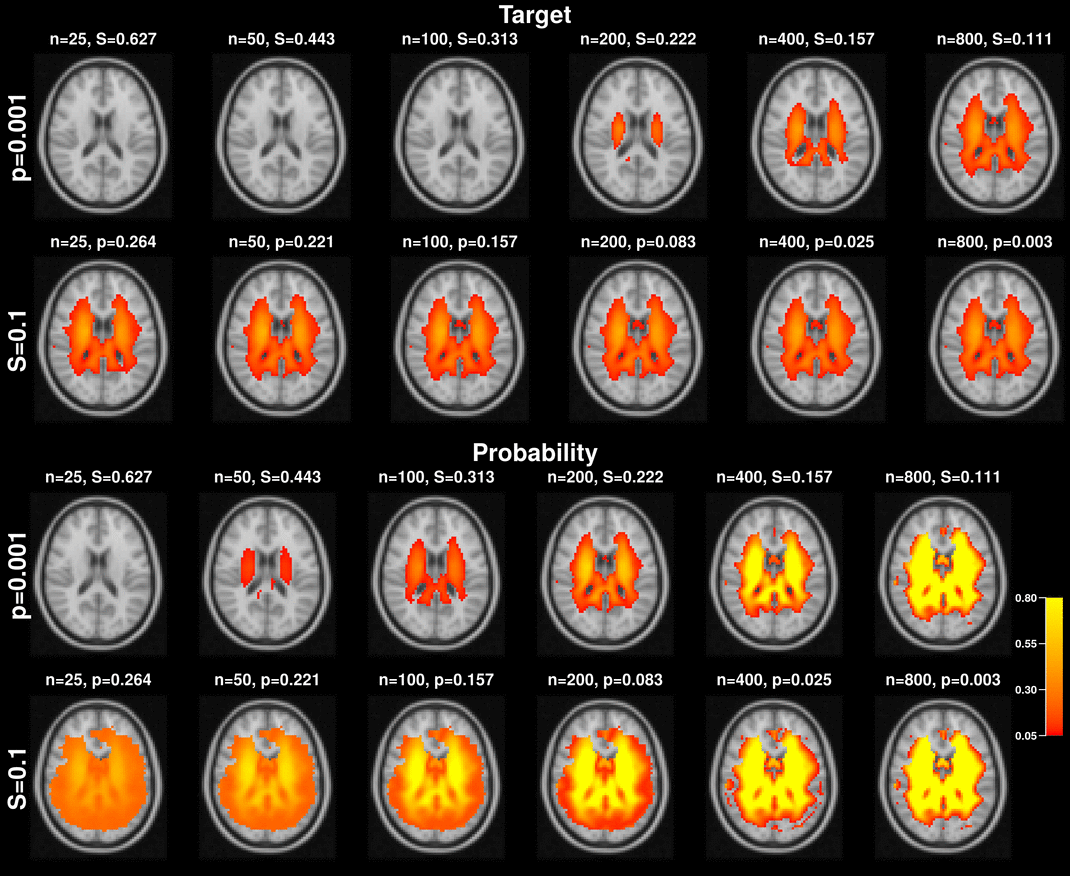 Target
n=25, S=0.627 n=50, S=0.443 n=100, S=0.313 n=200, S=0.222 n=400, S=0.157 n=800, S=0.111
p=0.001
n=25, p=0.264 n=50, p=0.221 n=100, p=0.157 n=200, p=0.083 n=400, p=0.025 n=800, p=0.003
S=0.1
Probability
n=25, S=0.627 n=50, S=0.443 n=100, S=0.313 n=200, S=0.222 n=400, S=0.157 n=800, S=0.111
p=0.001
0.80
0.55
0.30
0.05
n=25, p=0.264 n=50, p=0.221 n=100, p=0.157 n=200, p=0.083 n=400, p=0.025 n=800, p=0.003
S=0.1